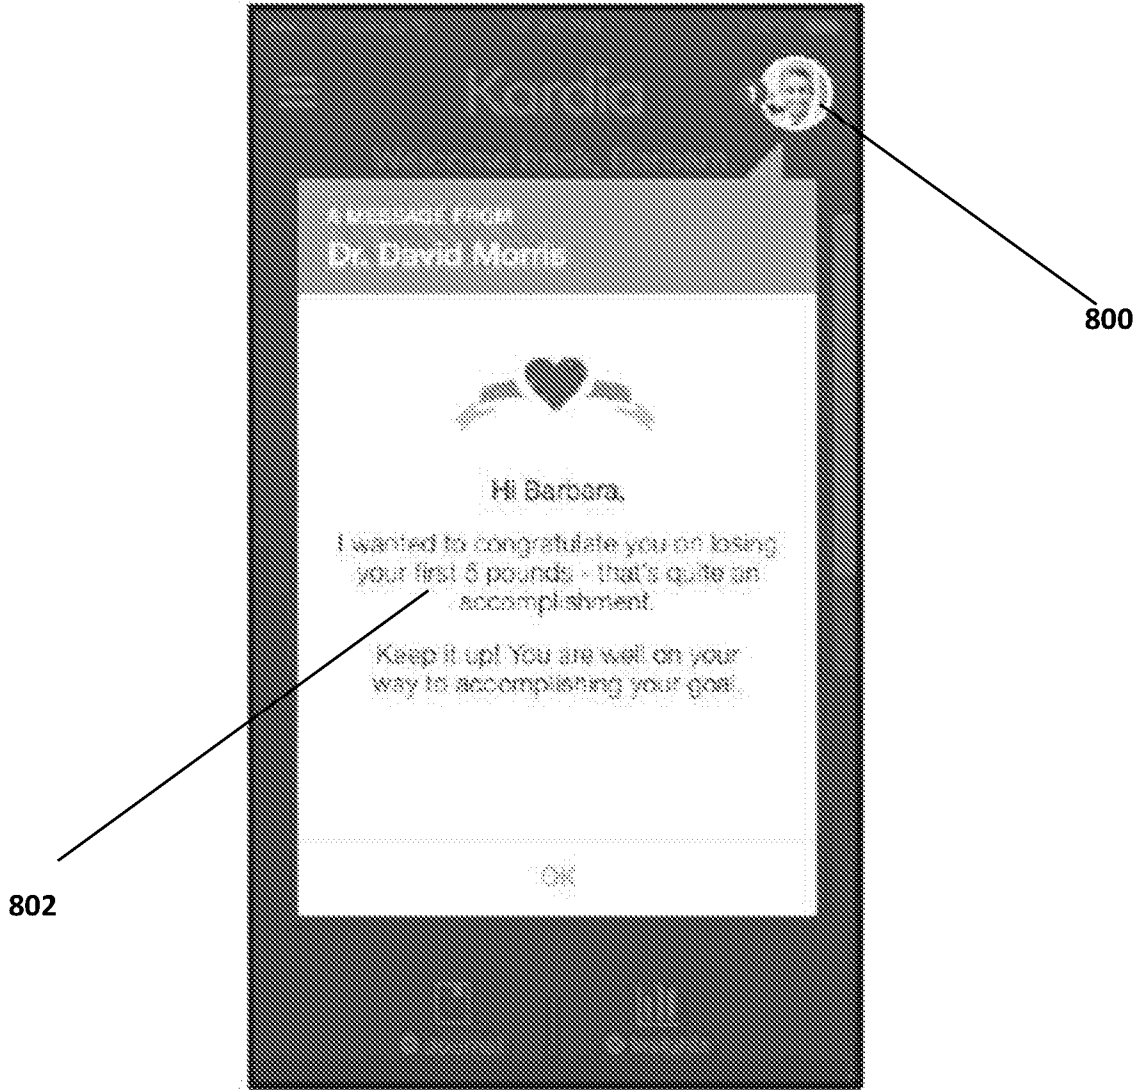 A MESSAGE FROM
Dr. David Morris
800
Hi Barbara,
I wanted to congratulate you on losing
your first 5 pounds - that's quite an
accomplishment.
Keep it up! You are well on your
way to accomplishing your goal.
OK
802